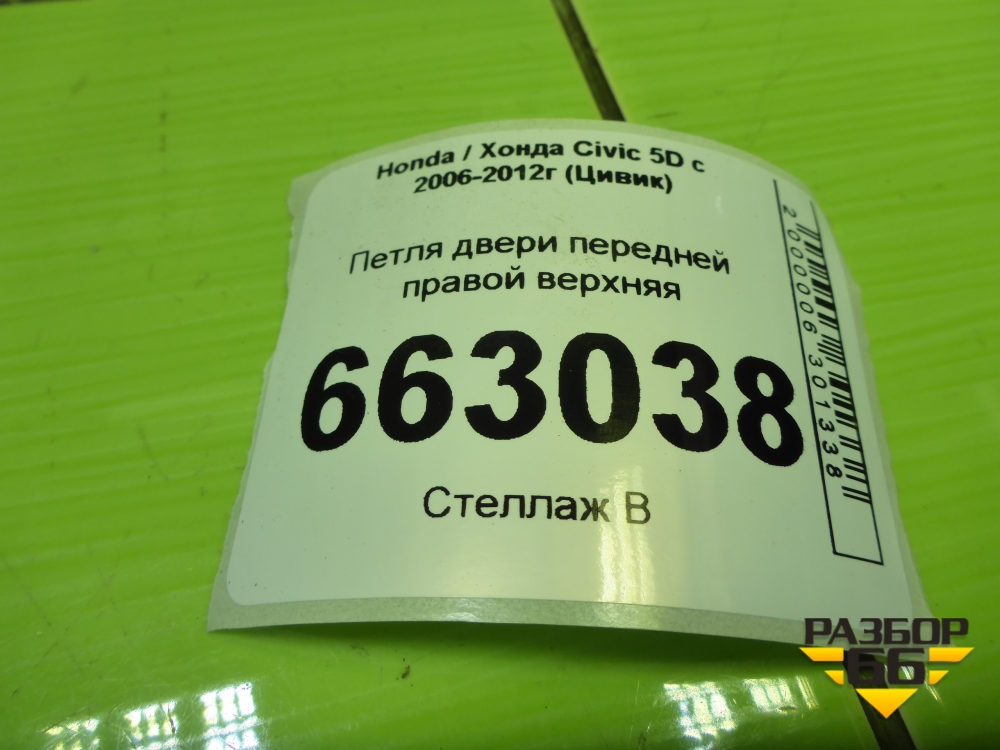 Honda / Хонда Civic 5D с
2006-2012г (Цивик)
Петля двери передней
правой верхняя
663038
Стеллаж В
2000006301338
РАЗБОР
66